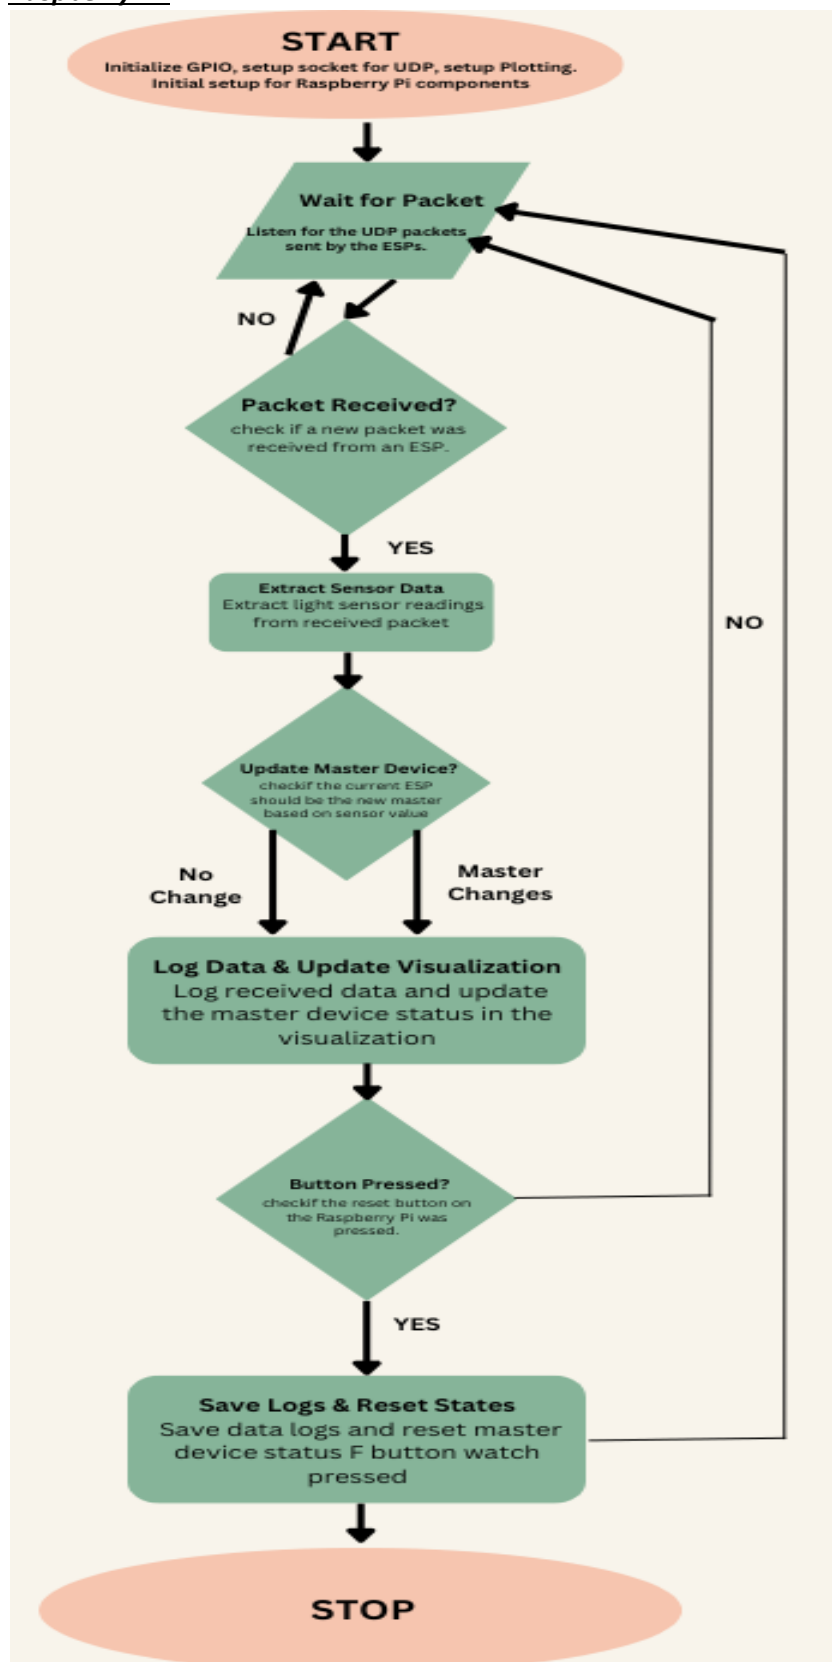 START
Initialize GPIO, setup socket for UDP, setup Plotting.
Initial setup for Raspberry Pi components
Wait for Packet
Listen for the UDP packets
sent by the ESPs.
NO
Packet Received?
check if a new packet was
received from an ESP.
YES
Extract Sensor Data
Extract light sensor readings
from received packet
NO
Update Master Device?
checkif the current ESP
should be the new master
based on sensor value
No
Change
Master
Changes
Log Data & Update Visualization
Log received data and update
the master device status in the
visualization
Button Pressed?
checkif the reset button on
the Raspberry Pi was
pressed.
YES
Save Logs & Reset States
Save data logs and reset master
device status F button watch
pressed
STOP